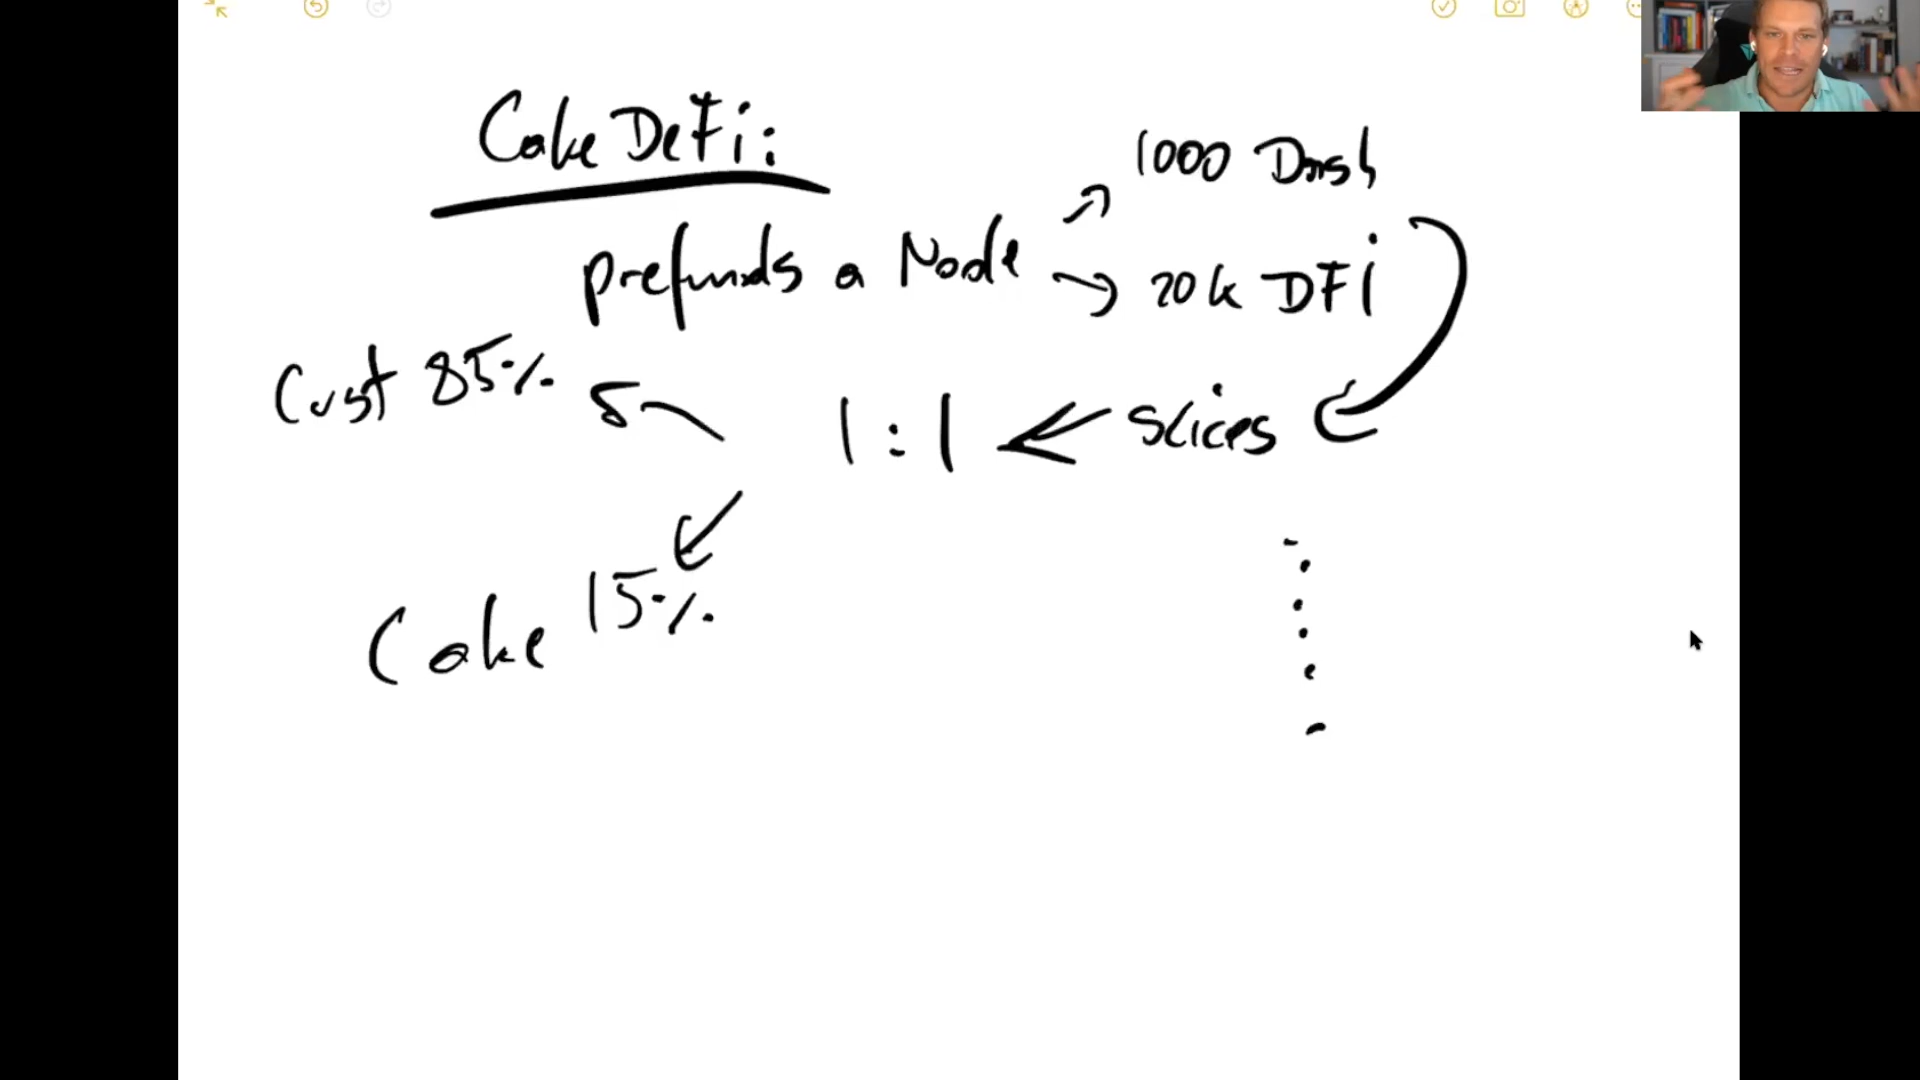 Cake DeFi:
1000 Dash
prefunds a Node
20k DFI
Cust 85%
1:1
Slices
Cake 15%